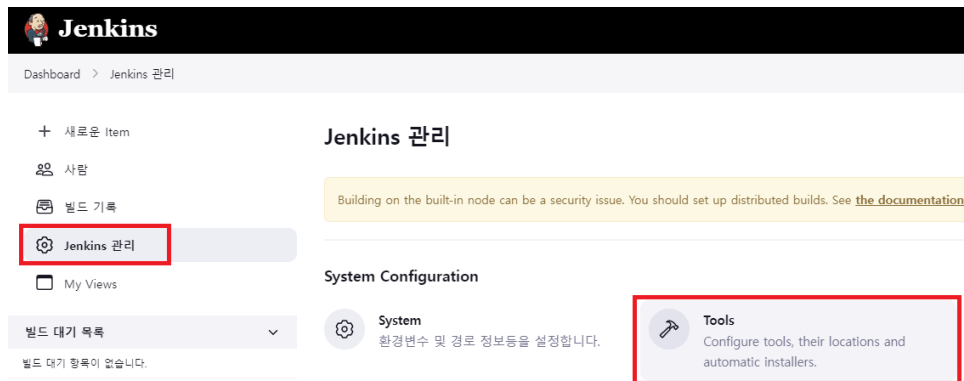 Jenkins
Dashboard > Jenkins 관리
새로운 Item
사람
빌드 기록
Jenkins 관리
My Views
빌드 대기 목록
빌드 대기 항목이 없습니다.
Jenkins 관리
Building on the built-in node can be a security issue. You should set up distributed builds. See the documentation
System Configuration
System
환경변수 및 경로 정보등을 설정합니다.
Tools
Configure tools, their locations and
automatic installers.